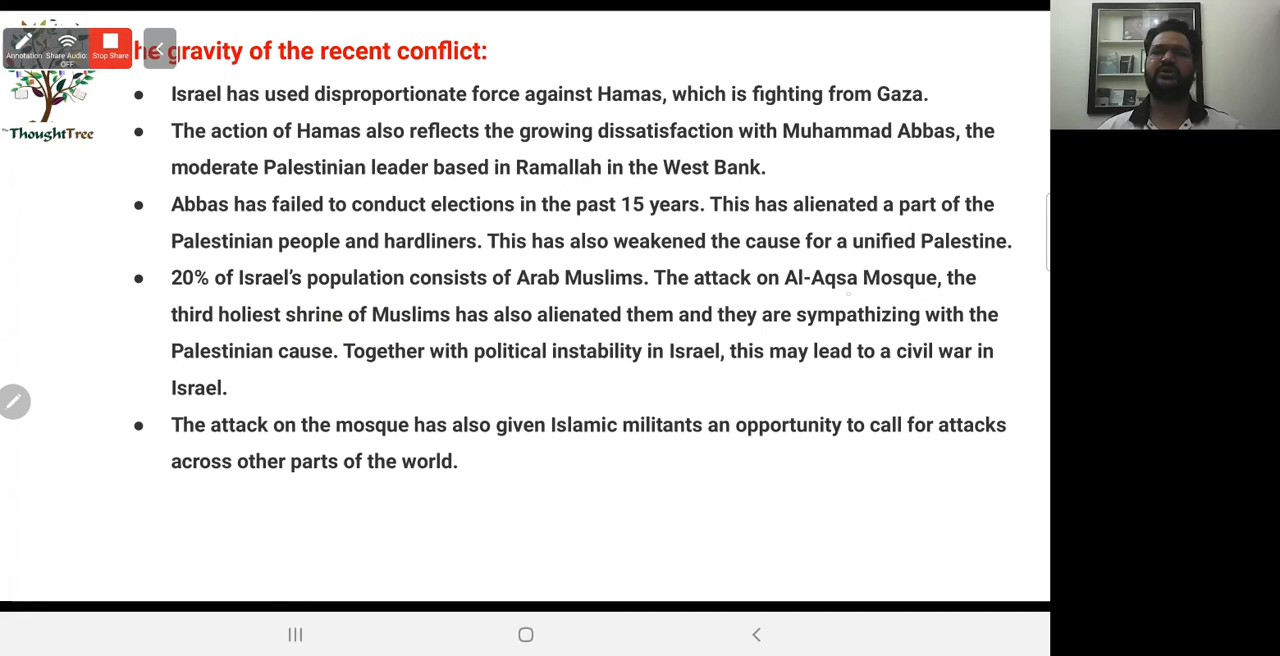 he gravity of the recent conflict:
Annotation
Share Audio: OFF
Stop Share
ThoughtTree
● Israel has used disproportionate force against Hamas, which is fighting from Gaza.
● The action of Hamas also reflects the growing dissatisfaction with Muhammad Abbas, the
moderate Palestinian leader based in Ramallah in the West Bank.
● Abbas has failed to conduct elections in the past 15 years. This has alienated a part of the
Palestinian people and hardliners. This has also weakened the cause for a unified Palestine.
● 20% of Israel's population consists of Arab Muslims. The attack on Al-Aqsa Mosque, the
third holiest shrine of Muslims has also alienated them and they are sympathizing with the
Palestinian cause. Together with political instability in Israel, this may lead to a civil war in
Israel.
● The attack on the mosque has also given Islamic militants an opportunity to call for attacks
across other parts of the world.